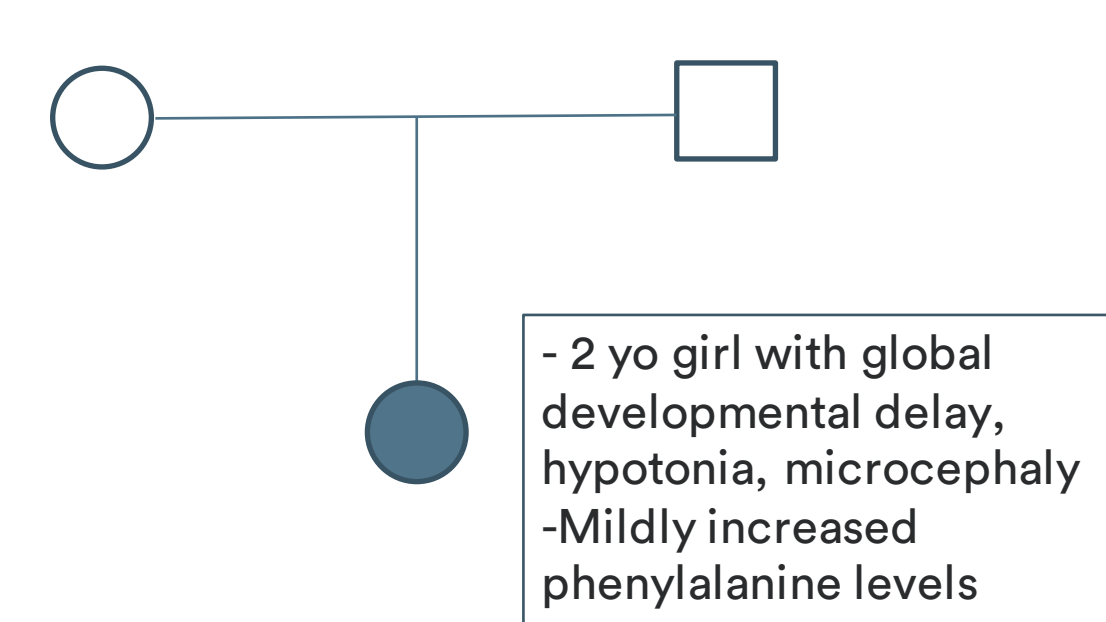 - 2 yo girl with global
developmental delay,
hypotonia, microcephaly
-Mildly increased
phenylalanine levels